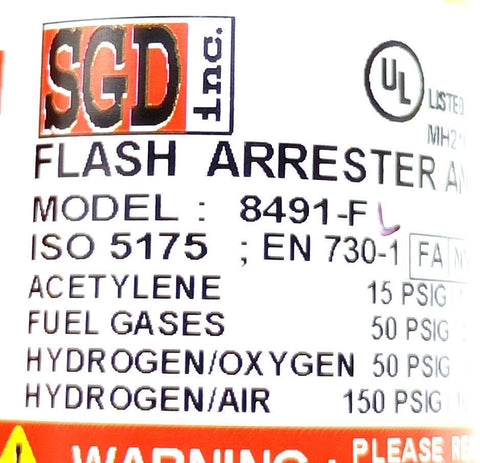 SGD inc.
UL LISTED
FLASH ARRESTER
MODEL : 8491-F L
ISO 5175 ; EN 730-1 FA
ACETYLENE 15 PSIG
FUEL GASES 50 PSIG
HYDROGEN/OXYGEN 50 PSIG
HYDROGEN/AIR 150 PSIG
WARNING : PLEASE